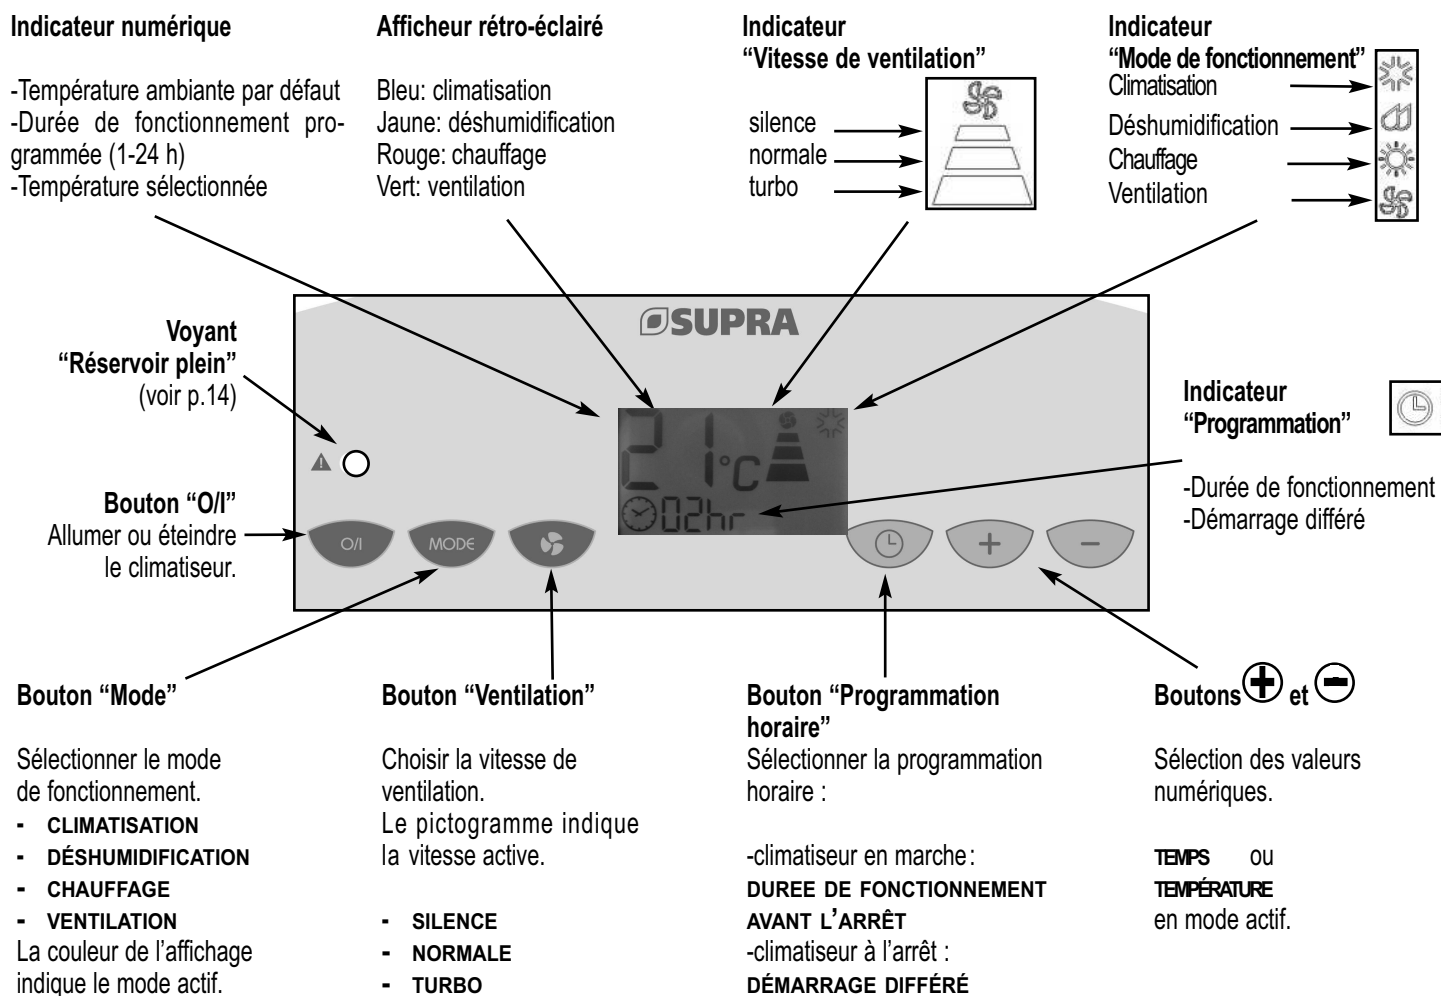 Indicateur numérique
-Température ambiante par défaut
-Durée de fonctionnement pro-
grammée (1-24 h)
-Température sélectionnée
Afficheur rétro-éclairé
Bleu: climatisation
Jaune: déshumidification
Rouge: chauffage
Vert: ventilation
Indicateur
“Vitesse de ventilation”
silence
normale
turbo
Indicateur
“Mode de fonctionnement”
Climatisation
Déshumidification
Chauffage
Ventilation
Voyant
“Réservoir plein”
(voir p.14)
Bouton “O/I”
Allumer ou éteindre
le climatiseur.
SUPRA
21°C
02hr
O/I
MODE
Indicateur
“Programmation”
-Durée de fonctionnement
-Démarrage différé
Bouton “Mode”
Sélectionner le mode
de fonctionnement.
- CLIMATISATION
- DÉSHUMIDIFICATION
- CHAUFFAGE
- VENTILATION
La couleur de l’affichage
indique le mode actif.
Bouton “Ventilation”
Choisir la vitesse de
ventilation.
Le pictogramme indique
la vitesse active.
- SILENCE
- NORMALE
- TURBO
Bouton “Programmation
horaire”
Sélectionner la programmation
horaire :
-climatiseur en marche :
DUREE DE FONCTIONNEMENT
AVANT L’ARRÊT
-climatiseur à l’arrêt :
DÉMARRAGE DIFFÉRÉ
Boutons + et -
Sélection des valeurs
numériques.
TEMPS ou
TEMPÉRATURE
en mode actif.